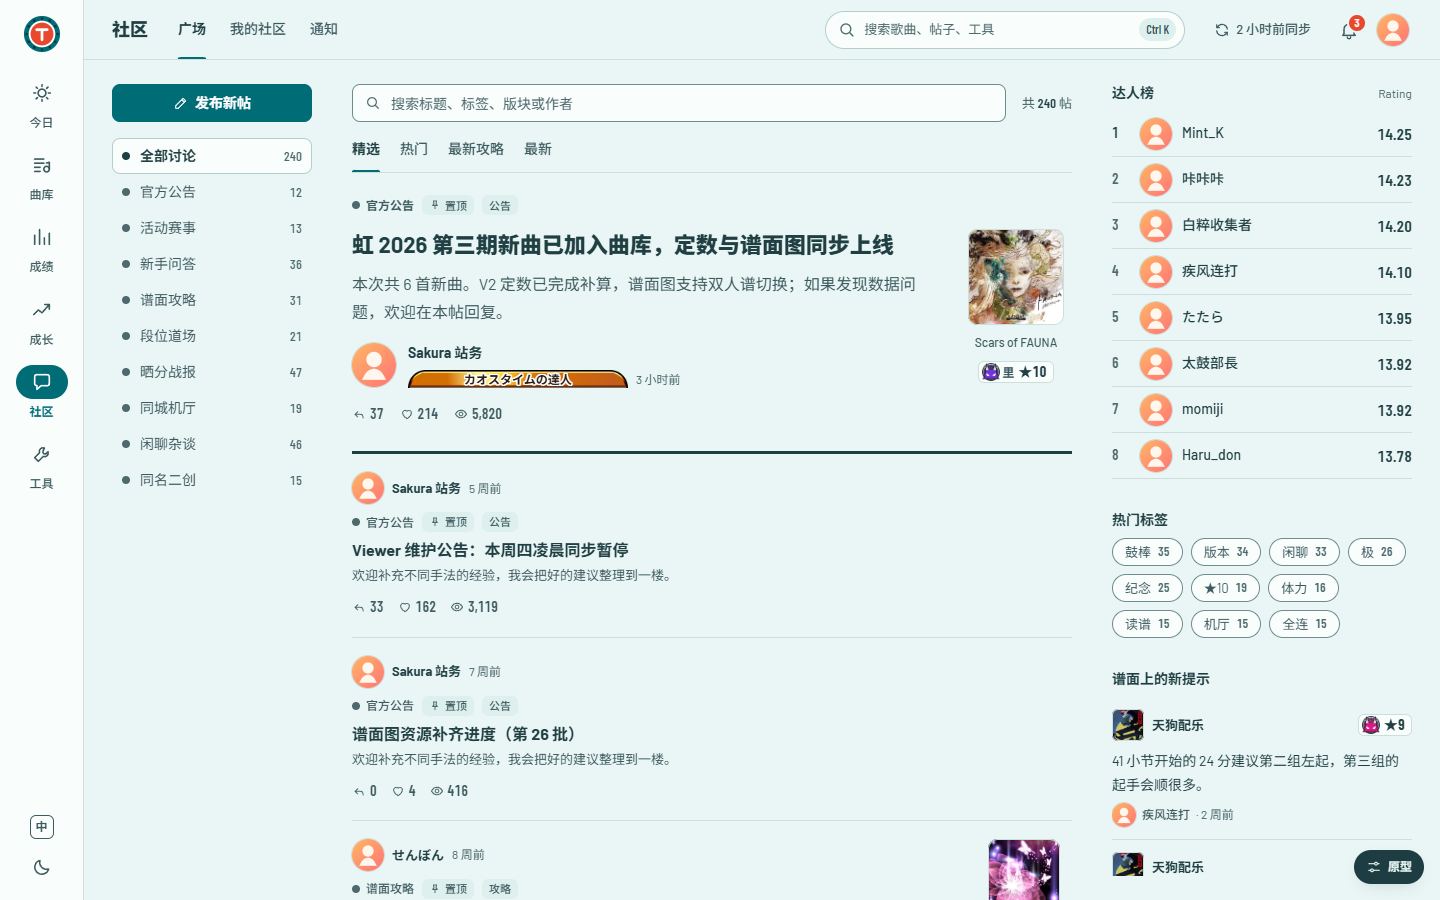 T
今日
曲库
成绩
成长
社区
工具
中
社区
广场
我的社区
通知
搜索歌曲、帖子、工具
Ctrl K
2 小时前同步
3
发布新帖
全部讨论 240
官方公告 12
活动赛事 13
新手问答 36
谱面攻略 31
段位道场 21
晒分战报 47
同城机厅 19
闲聊杂谈 46
同名二创 15
搜索标题、标签、版块或作者
共 240 帖
精选
热门
最新攻略
最新
官方公告 置顶 公告
虹 2026 第三期新曲已加入曲库，定数与谱面图同步上线
本次共 6 首新曲。V2 定数已完成补算，谱面图支持双人谱切换；如果发现数据问
题，欢迎在本帖回复。
Sakura 站务
カオスタイムの達人 3 小时前
37 214 5,820
Scars of FAUNA
里 ★10
Sakura 站务 5 周前
官方公告 置顶 公告
Viewer 维护公告：本周四凌晨同步暂停
欢迎补充不同手法的经验，我会把好的建议整理到一楼。
33 162 3,119
Sakura 站务 7 周前
官方公告 置顶 公告
谱面图资源补齐进度（第 26 批）
欢迎补充不同手法的经验，我会把好的建议整理到一楼。
0 4 416
せんぽん 8 周前
谱面攻略 置顶 攻略
达人榜 Rating
1 Mint_K 14.25
2 咔咔咔 14.23
3 白粹收集者 14.20
4 疾风连打 14.10
5 たたら 13.95
6 太鼓部長 13.92
7 momiji 13.92
8 Haru_don 13.78
热门标签
鼓棒 35 版本 34 闲聊 33 极 26
纪念 25 ★10 19 体力 16
读谱 15 机厅 15 全连 15
谱面上的新提示
天狗配乐 ★9
41 小节开始的 24 分建议第二组左起，第三组的
起手会顺很多。
疾风连打 · 2 周前
天狗配乐
原型